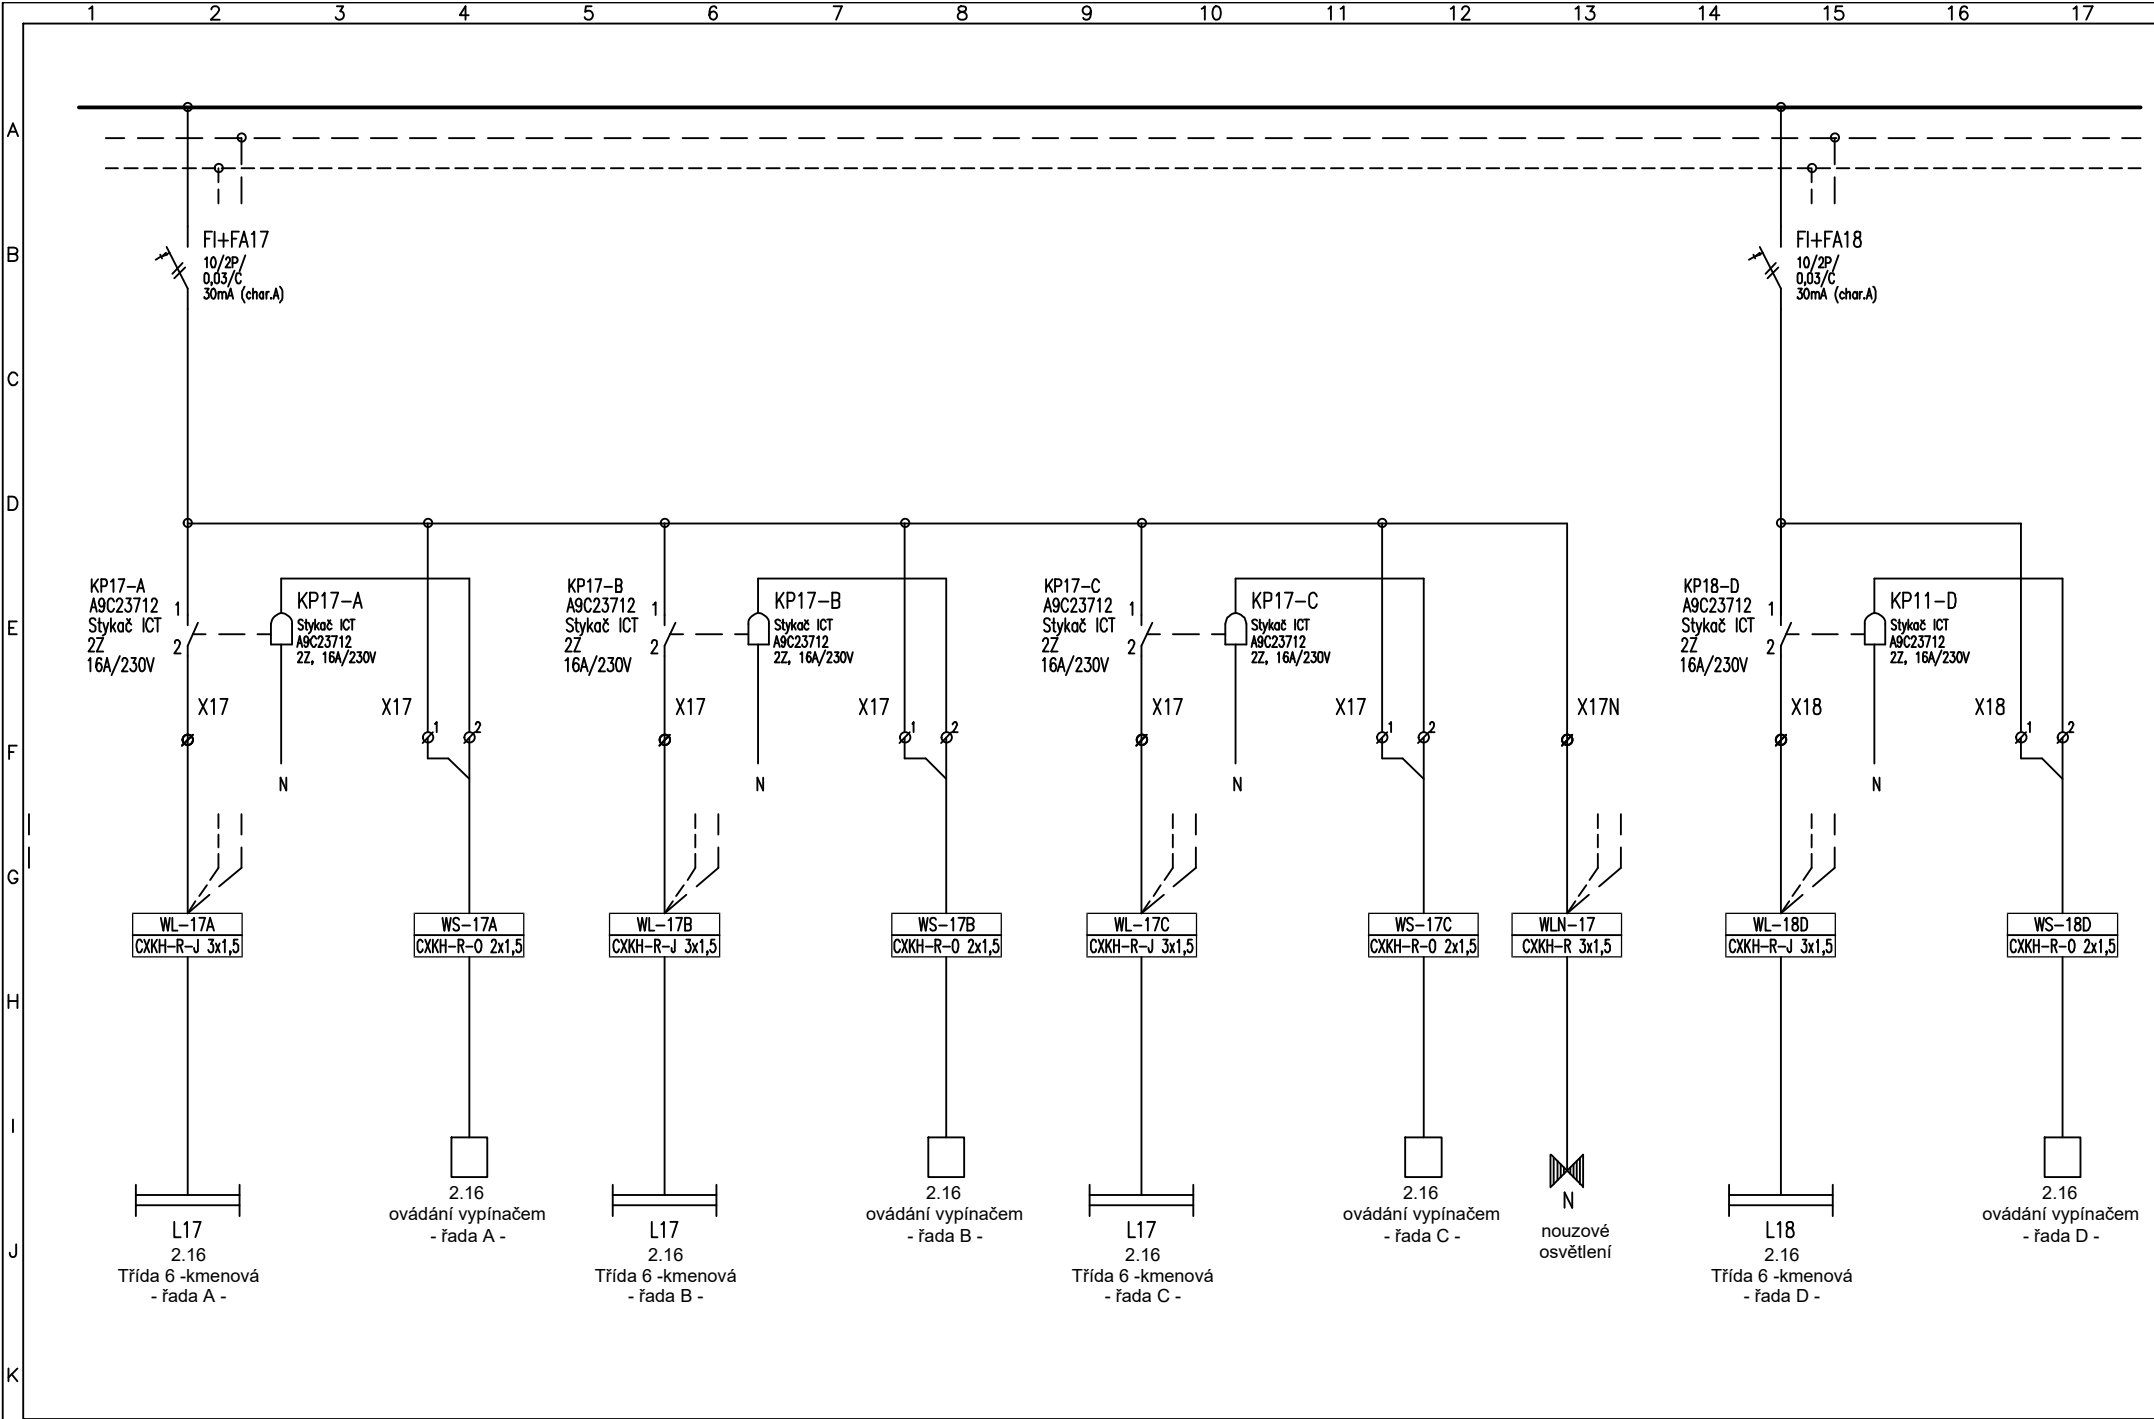 1 2 3 4 5 6 7 8 9 10 11 12 13 14 15 16 17
A
B
C
D
E
F
G
H
I
J
K
FI+FA17
10/2P/
0,03/C
30mA (char.A)
FI+FA18
10/2P/
0,03/C
30mA (char.A)
KP17-A
A9C23712
Stykač ICT
2Z
16A/230V
1
2
KP17-A
Stykač ICT
A9C23712
2Z, 16A/230V
KP17-B
A9C23712
Stykač ICT
2Z
16A/230V
1
2
KP17-B
Stykač ICT
A9C23712
2Z, 16A/230V
KP17-C
A9C23712
Stykač ICT
2Z
16A/230V
1
2
KP17-C
Stykač ICT
A9C23712
2Z, 16A/230V
KP18-D
A9C23712
Stykač ICT
2Z
16A/230V
1
2
KP11-D
Stykač ICT
A9C23712
2Z, 16A/230V
X17
X17
1 2
X17
X17
1 2
X17
X17
1 2
X17N
X18
X18
1 2
N
N
N
N
WL-17A
CXKH-R-J 3x1,5
WS-17A
CXKH-R-O 2x1,5
WL-17B
CXKH-R-J 3x1,5
WS-17B
CXKH-R-O 2x1,5
WL-17C
CXKH-R-J 3x1,5
WS-17C
CXKH-R-O 2x1,5
WLN-17
CXKH-R 3x1,5
WL-18D
CXKH-R-J 3x1,5
WS-18D
CXKH-R-O 2x1,5
L17
2.16
Třída 6 -kmenová
- řada A -
2.16
ovádání vypínačem
- řada A -
L17
2.16
Třída 6 -kmenová
- řada B -
2.16
ovádání vypínačem
- řada B -
L17
2.16
Třída 6 -kmenová
- řada C -
2.16
ovádání vypínačem
- řada C -
N
nouzové
osvětlení
L18
2.16
Třída 6 -kmenová
- řada D -
2.16
ovádání vypínačem
- řada D -